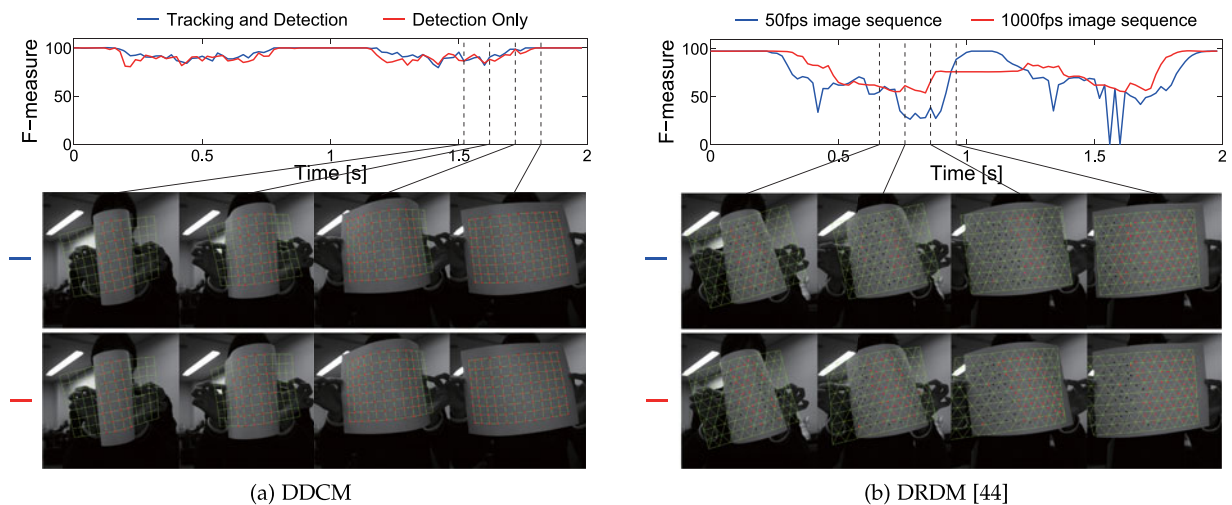 Tracking and Detection Detection Only
100
50
0
F-measure
0 0.5 1 1.5 2
Time [s]
(a) DDCM
50fps image sequence 1000fps image sequence
100
50
0
F-measure
0 0.5 1 1.5 2
Time [s]
(b) DRDM [44]